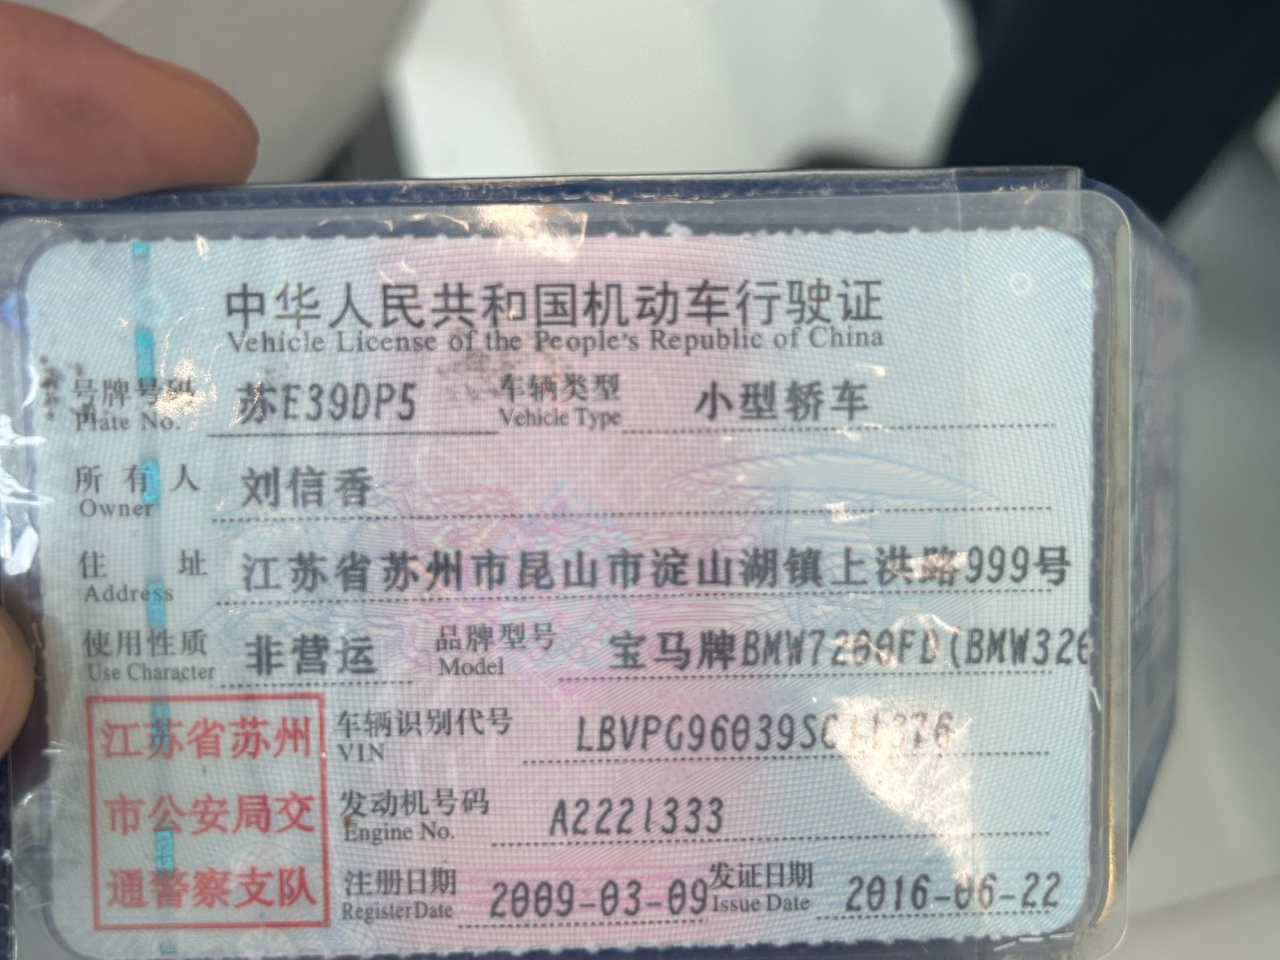 中华人民共和国机动车行驶证
Vehicle License of the People's Republic of China
号牌号码 苏E39DP5 车辆类型 小型轿车
Plate No. Vehicle Type
所有人 刘信香
Owner
住址 江苏省苏州市昆山市淀山湖镇上洪路999号
Address
使用性质 非营运 品牌型号 宝马牌BMW7200FD(BMW326
Use Character Model
江苏省苏州
市公安局交
通警察支队
车辆识别代号
VIN
发动机号码 A2221333
Engine No.
注册日期 2009-03-09 发证日期 2016-06-22
Register Date Issue Date